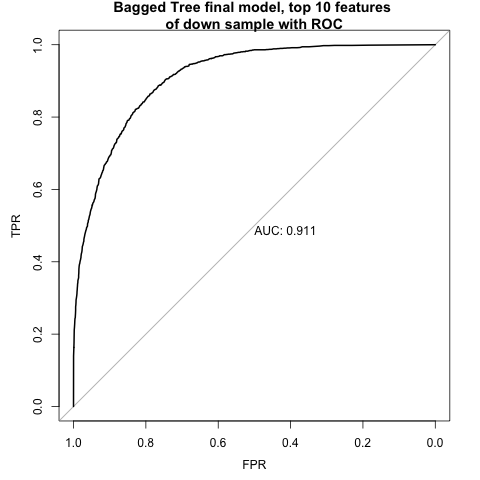 Bagged Tree final model, top 10 features
of down sample with ROC
TPR
1.0
0.8
0.6
0.4
0.2
0.0
AUC: 0.911
1.0 0.8 0.6 0.4 0.2 0.0
FPR